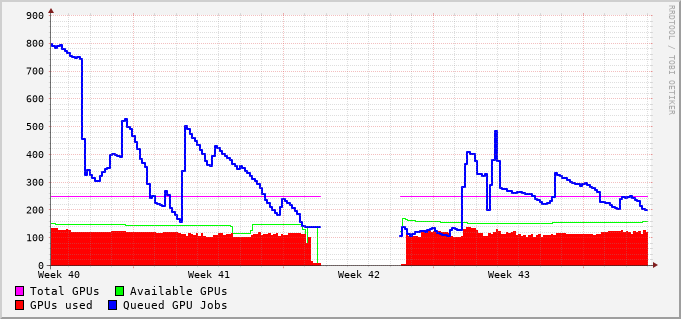 900
800
700
600
500
400
300
200
100
0
Week 40 Week 41 Week 42 Week 43
Total GPUs Available GPUs
GPUs used Queued GPU Jobs
RRDTOOL / TOBI OETIKER